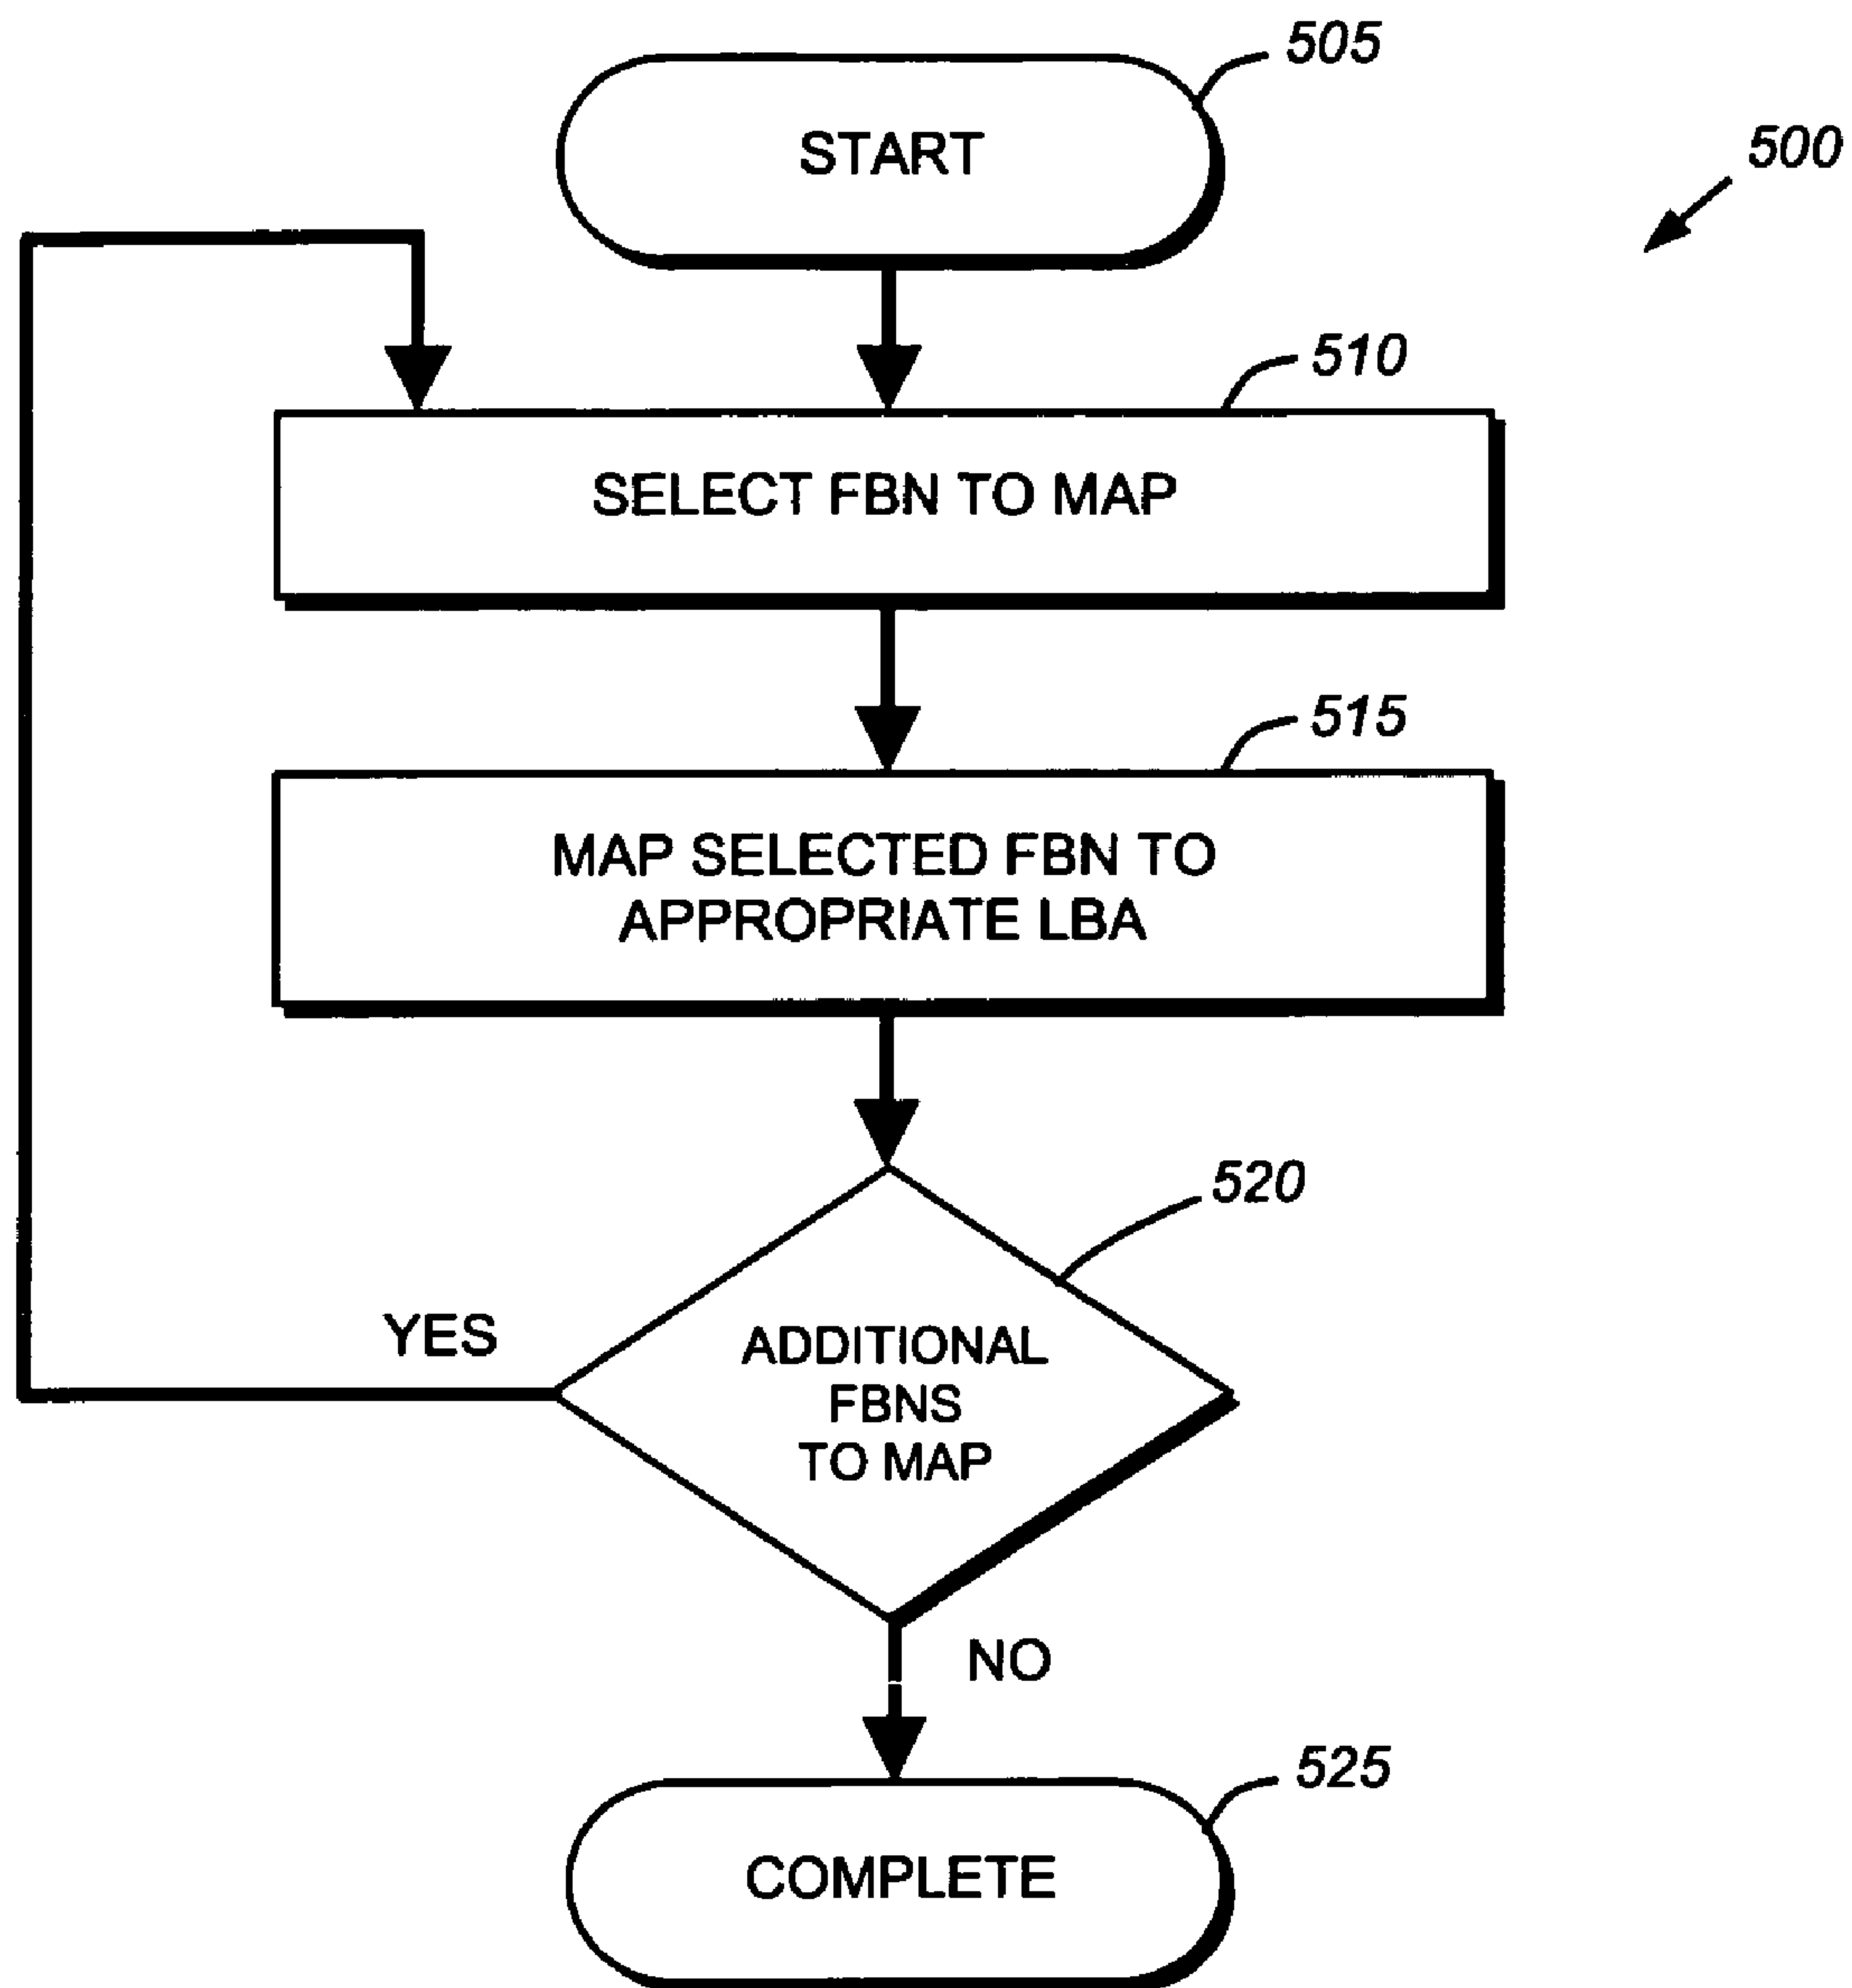 505
START
500
510
SELECT FBN TO MAP
515
MAP SELECTED FBN TO
APPROPRIATE LBA
520
YES
ADDITIONAL
FBNS
TO MAP
NO
525
COMPLETE